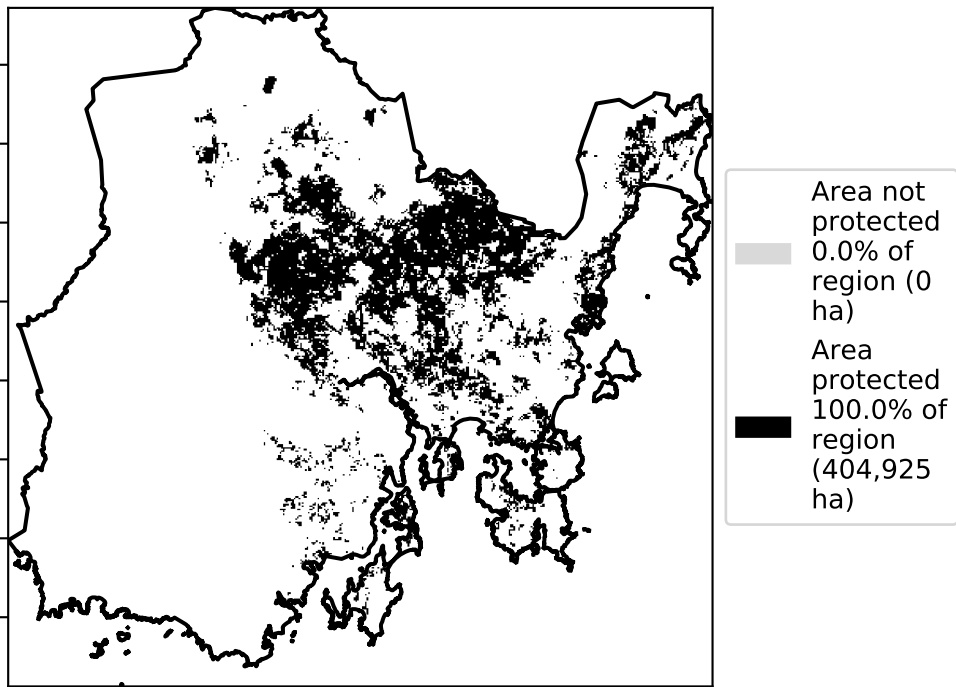 Area not
protected
0.0% of
region (0
ha)
Area
protected
100.0% of
region
(404,925
ha)